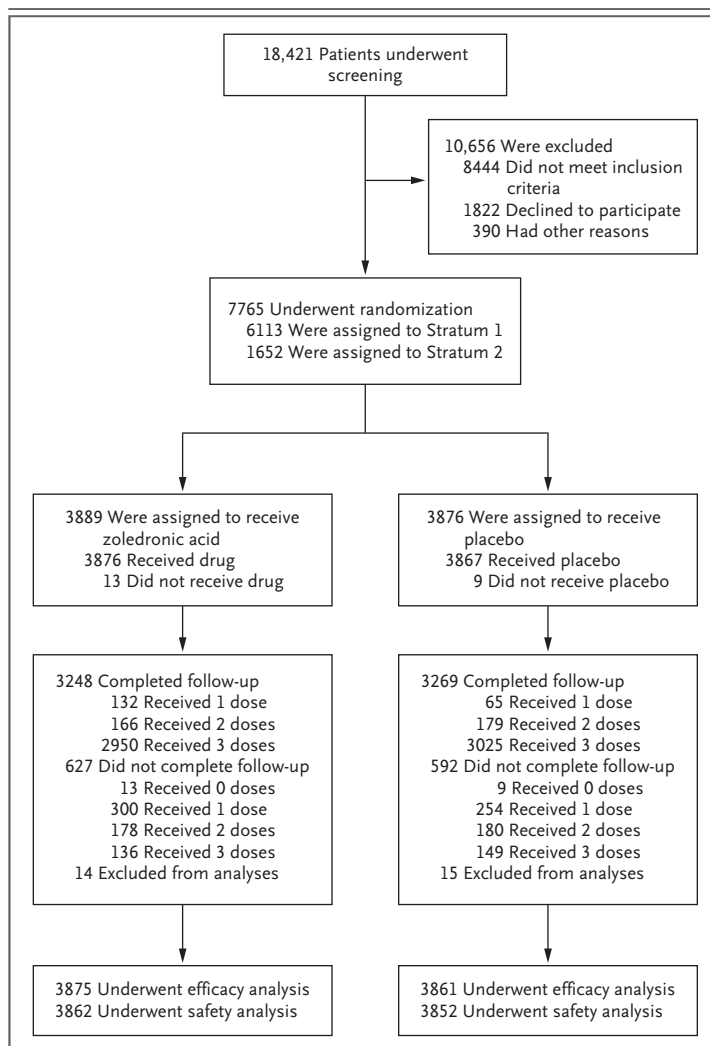 18,421 Patients underwent
screening
10,656 Were excluded
8444 Did not meet inclusion
criteria
1822 Declined to participate
390 Had other reasons
7765 Underwent randomization
6113 Were assigned to Stratum 1
1652 Were assigned to Stratum 2
3889 Were assigned to receive
zoledronic acid
3876 Received drug
13 Did not receive drug
3876 Were assigned to receive
placebo
3867 Received placebo
9 Did not receive placebo
3248 Completed follow-up
132 Received 1 dose
166 Received 2 doses
2950 Received 3 doses
627 Did not complete follow-up
13 Received 0 doses
300 Received 1 dose
178 Received 2 doses
136 Received 3 doses
14 Excluded from analyses
3269 Completed follow-up
65 Received 1 dose
179 Received 2 doses
3025 Received 3 doses
592 Did not complete follow-up
9 Received 0 doses
254 Received 1 dose
180 Received 2 doses
149 Received 3 doses
15 Excluded from analyses
3875 Underwent efficacy analysis
3862 Underwent safety analysis
3861 Underwent efficacy analysis
3852 Underwent safety analysis